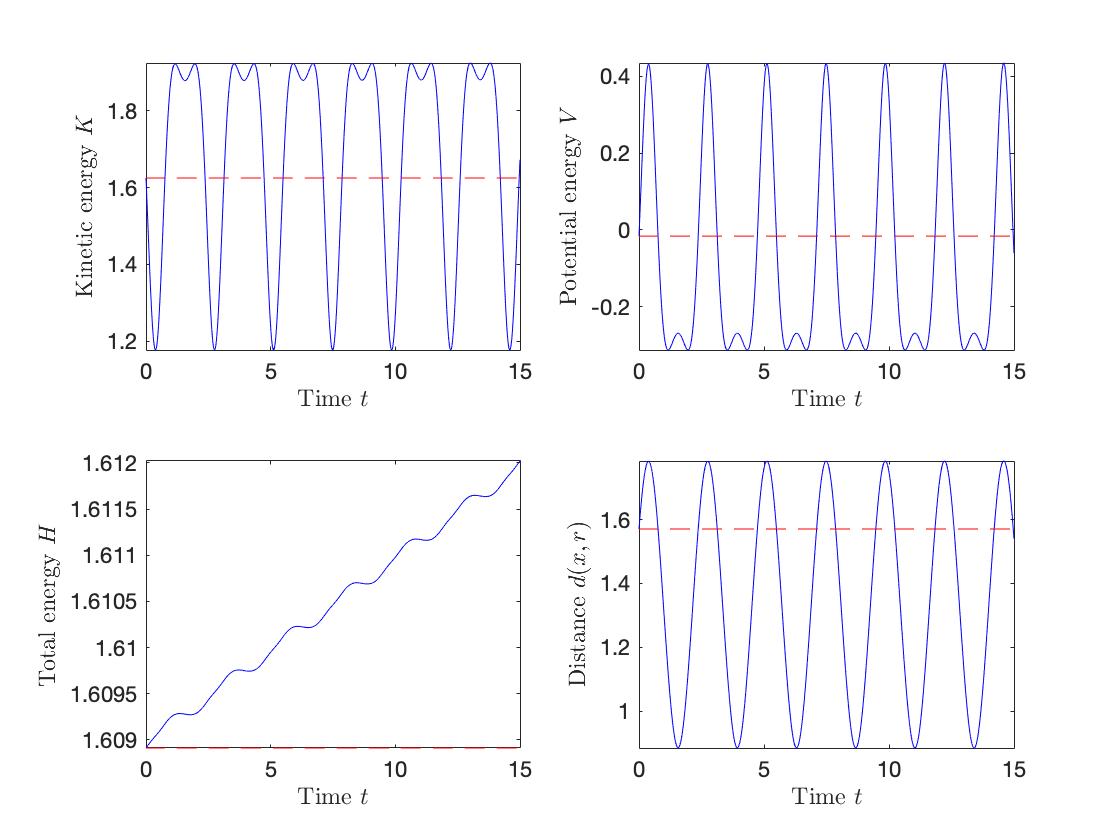 Kinetic energy K
1.8
1.6
1.4
1.2
0 5 10 15
Time t
Potential energy V
0.4
0.2
0
-0.2
0 5 10 15
Time t
Total energy H
1.612
1.6115
1.611
1.6105
1.61
1.6095
1.609
0 5 10 15
Time t
Distance d(x, r)
1.6
1.4
1.2
1
0 5 10 15
Time t